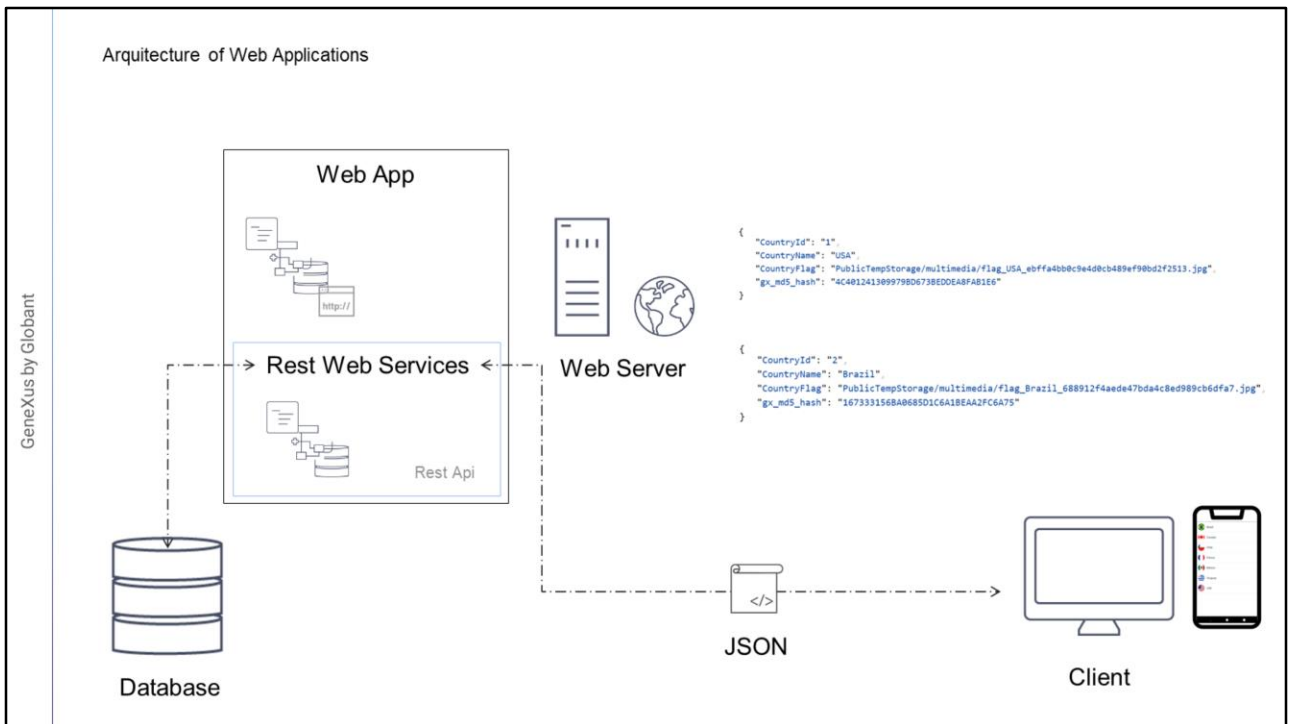 Arquitecture of Web Applications
GeneXus by Globant
Web App
http://
Rest Web Services
Rest Api
Web Server
{
"CountryId": "1",
"CountryName": "USA",
"CountryFlag": "PublicTempStorage/multimedia/flag_USA_ebffa4bb0c9e4d0cb489ef90bd2f2513.jpg",
"gx_md5_hash": "4C401241309979BD673BEDDEA8FAB1E6"
}
{
"CountryId": "2",
"CountryName": "Brazil",
"CountryFlag": "PublicTempStorage/multimedia/flag_Brazil_688912f4aede47bda4c8ed989cb6dfa7.jpg",
"gx_md5_hash": "167333156BA0685D1C6A1BEAA2FC6A75"
}
</>
JSON
Database
Client